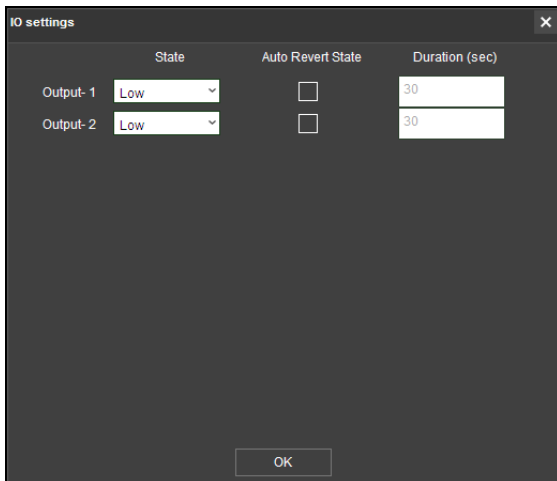 IO settings
State Auto Revert State Duration (sec)
Output- 1 Low 30
Output- 2 Low 30
OK